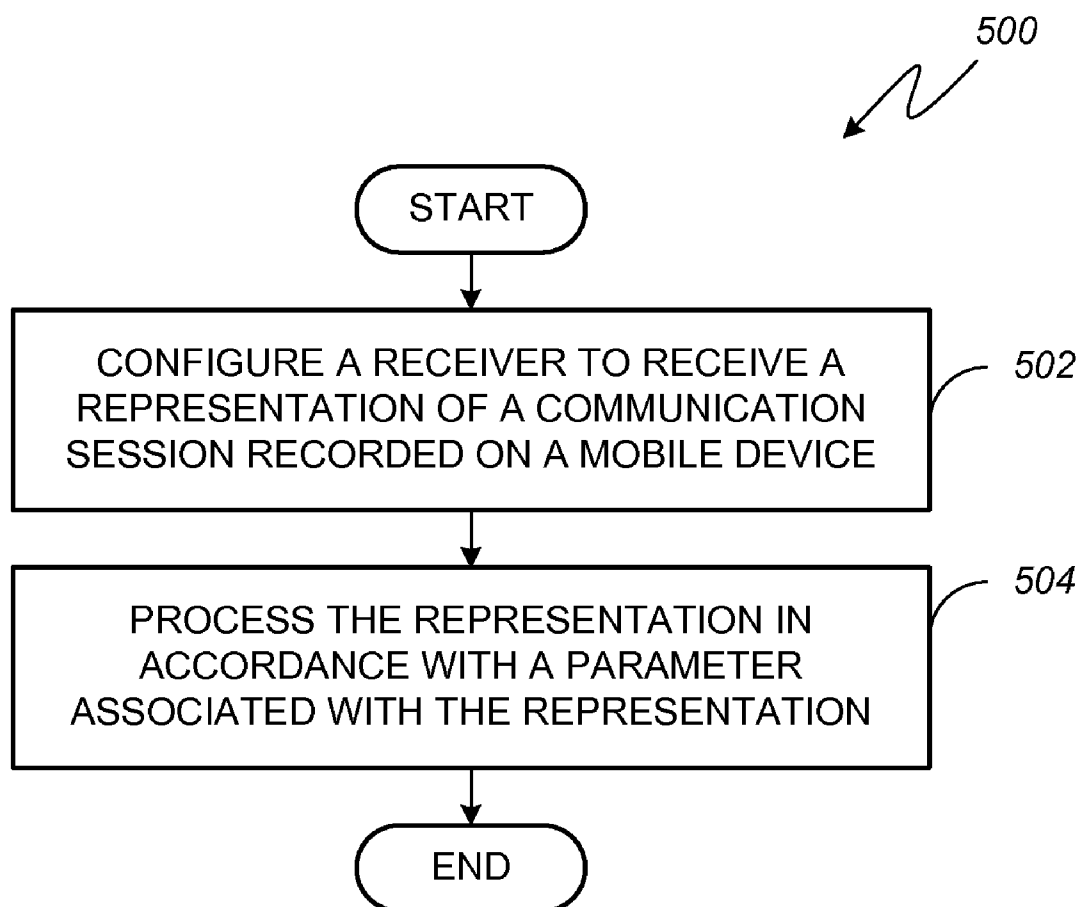 500
START
CONFIGURE A RECEIVER TO RECEIVE A
REPRESENTATION OF A COMMUNICATION
SESSION RECORDED ON A MOBILE DEVICE
502
PROCESS THE REPRESENTATION IN
ACCORDANCE WITH A PARAMETER
ASSOCIATED WITH THE REPRESENTATION
504
END